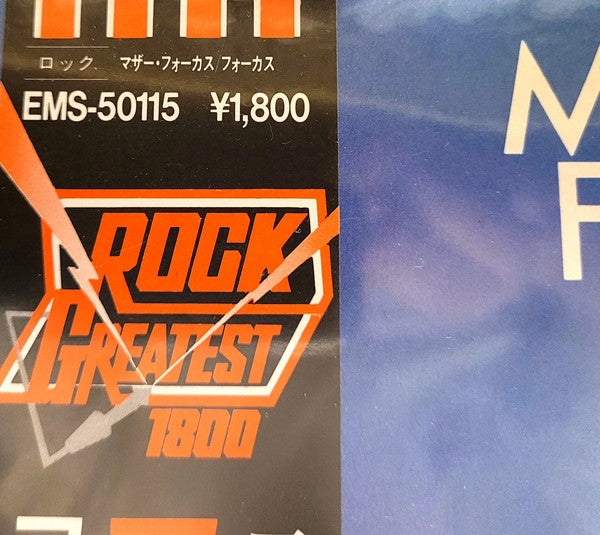 ロック マザー・フォーカス/フォーカス
EMS-50115 ¥1,800
ROCK
GREATEST
1800
M
F